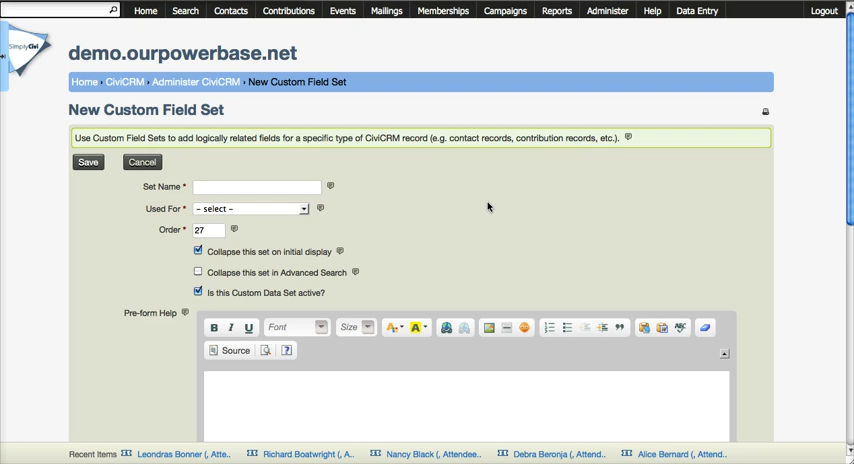 Home Search Contacts Contributions Events Mailings Memberships Campaigns Reports Administer Help Data Entry Logout
SimplyCivi
demo.ourpowerbase.net
Home › CiviCRM › Administer CiviCRM › New Custom Field Set
New Custom Field Set
Use Custom Field Sets to add logically related fields for a specific type of CiviCRM record (e.g. contact records, contribution records, etc.).
Save Cancel
Set Name *
Used For * – select –
Order * 27
Collapse this set on initial display
Collapse this set in Advanced Search
Is this Custom Data Set active?
Pre-form Help
B I U Font Size
Source
Recent Items Leondras Bonner (, Atte.. Richard Boatwright (, A.. Nancy Black (, Attendee.. Debra Beronja (, Attend.. Alice Bernard (, Attend..